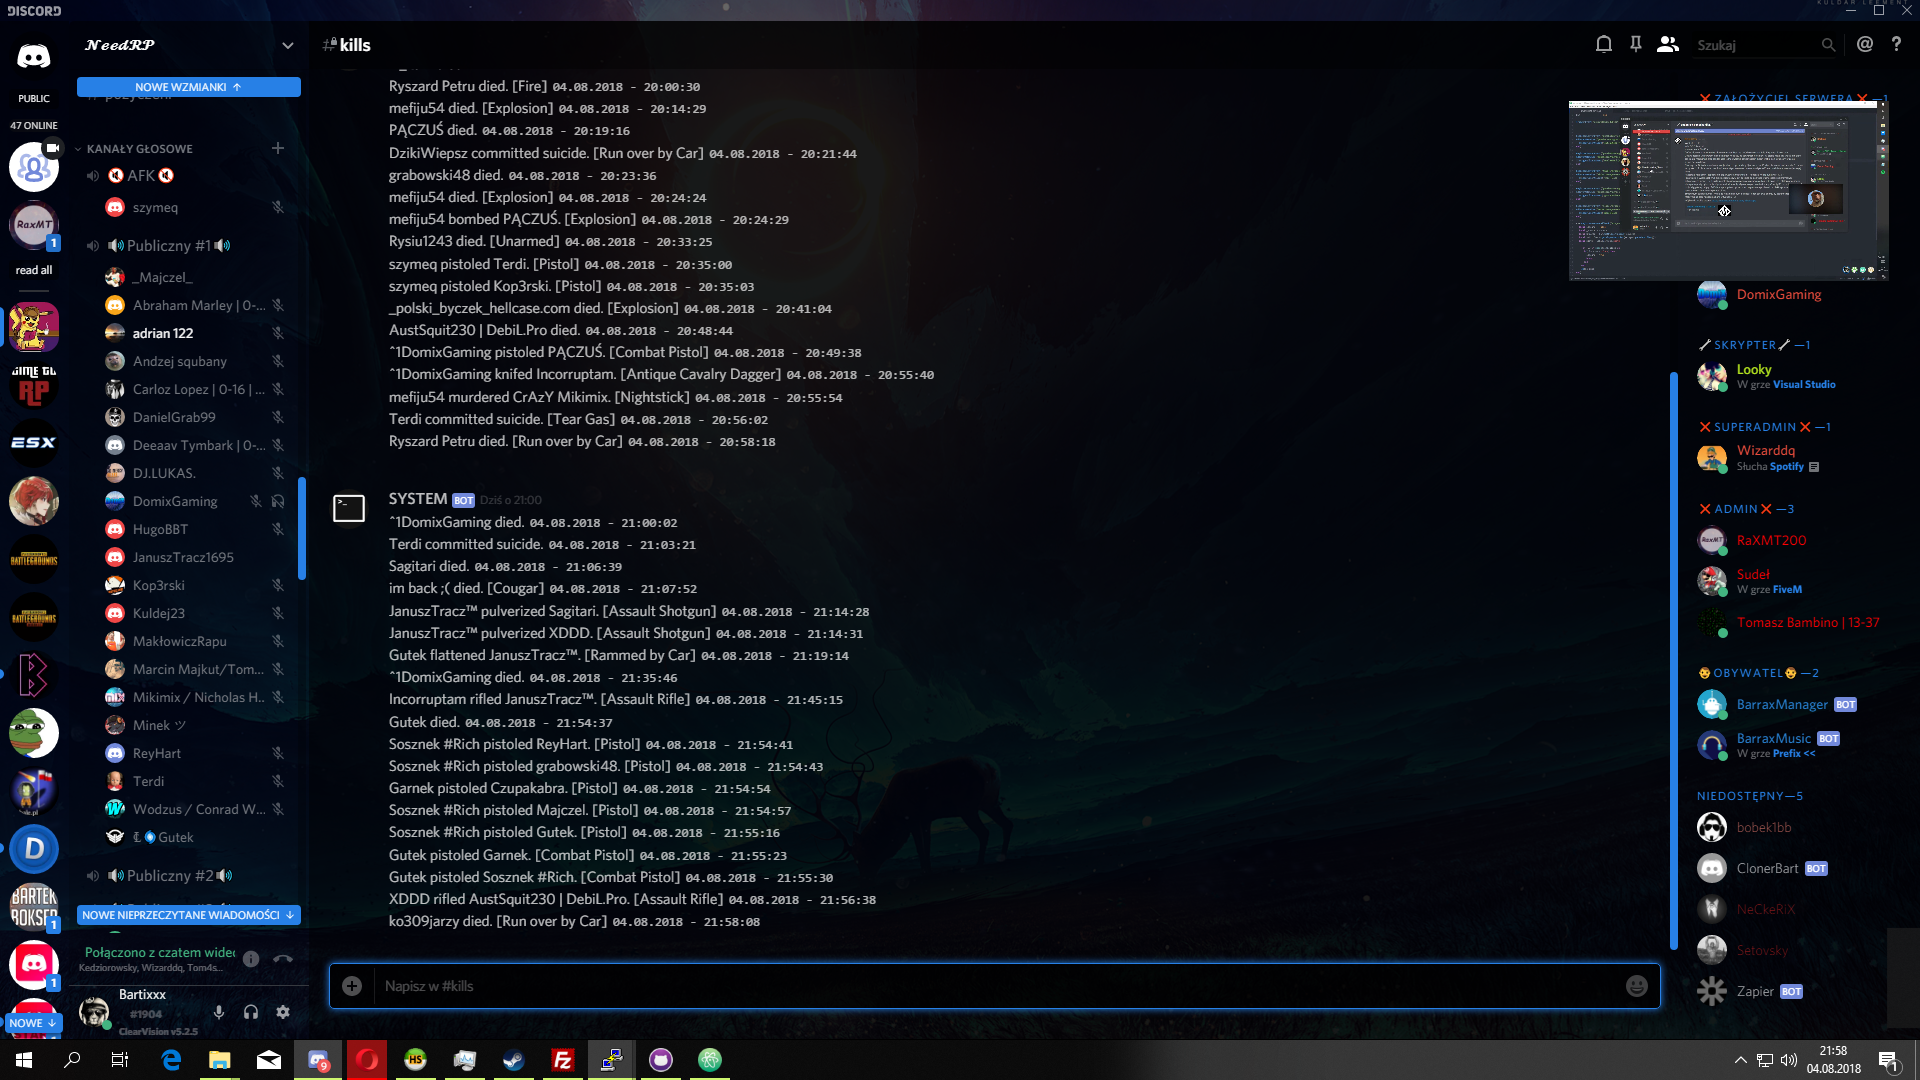 DISCORD
NeedRP
#kills
Szukaj
NOWE WZMIANKI ↑
PUBLIC
47 ONLINE
read all
RaxMT
1
ESX
BATTLEGROUNDS
BATTLEGROUNDS
D
BARTEK
BOKSER
1
1
NOWE ↓
KANAŁY GŁOSOWE
AFK
szymeq
Publiczny #1
_Majczel_
Abraham Marley | 0-...
adrian 122
Andzej squbany
Carloz Lopez | 0-16 | ...
DanielGrab99
Deeaav Tymbark | 0-...
DJ.LUKAS.
DomixGaming
HugoBBT
JanuszTracz1695
Kop3rski
Kuldej23
MakłowiczRapu
Marcin Majkut/Tom...
Mikimix / Nicholas H...
Minek ツ
ReyHart
Terdi
Wodzus / Conrad W...
Gutek
Publiczny #2
NOWE NIEPRZECZYTANE WIADOMOŚCI ↓
Połączono z czatem wideo
Kedziorowsky, Wizarddq, Tom4s...
Bartixxx
#1904
ClearVision v5.2.5
Ryszard Petru died. [Fire] 04.08.2018 - 20:00:30
mefiju54 died. [Explosion] 04.08.2018 - 20:14:29
PĄCZUŚ died. 04.08.2018 - 20:19:16
DzikiWiepsz committed suicide. [Run over by Car] 04.08.2018 - 20:21:44
grabowski48 died. 04.08.2018 - 20:23:36
mefiju54 died. [Explosion] 04.08.2018 - 20:24:24
mefiju54 bombed PĄCZUŚ. [Explosion] 04.08.2018 - 20:24:29
Rysiu1243 died. [Unarmed] 04.08.2018 - 20:33:25
szymeq pistoled Terdi. [Pistol] 04.08.2018 - 20:35:00
szymeq pistoled Kop3rski. [Pistol] 04.08.2018 - 20:35:03
_polski_byczek_hellcase.com died. [Explosion] 04.08.2018 - 20:41:04
AustSquit230 | DebiL.Pro died. 04.08.2018 - 20:48:44
^1DomixGaming pistoled PĄCZUŚ. [Combat Pistol] 04.08.2018 - 20:49:38
^1DomixGaming knifed Incorruptam. [Antique Cavalry Dagger] 04.08.2018 - 20:55:40
mefiju54 murdered CrAzY Mikimix. [Nightstick] 04.08.2018 - 20:55:54
Terdi committed suicide. [Tear Gas] 04.08.2018 - 20:56:02
Ryszard Petru died. [Run over by Car] 04.08.2018 - 20:58:18
SYSTEM BOT Dziś o 21:00
^1DomixGaming died. 04.08.2018 - 21:00:02
Terdi committed suicide. 04.08.2018 - 21:03:21
Sagitari died. 04.08.2018 - 21:06:39
im back ;( died. [Cougar] 04.08.2018 - 21:07:52
JanuszTracz™ pulverized Sagitari. [Assault Shotgun] 04.08.2018 - 21:14:28
JanuszTracz™ pulverized XDDD. [Assault Shotgun] 04.08.2018 - 21:14:31
Gutek flattened JanuszTracz™. [Rammed by Car] 04.08.2018 - 21:19:14
^1DomixGaming died. 04.08.2018 - 21:35:46
Incorruptam rifled JanuszTracz™. [Assault Rifle] 04.08.2018 - 21:45:15
Gutek died. 04.08.2018 - 21:54:37
Sosznek #Rich pistoled ReyHart. [Pistol] 04.08.2018 - 21:54:41
Sosznek #Rich pistoled grabowski48. [Pistol] 04.08.2018 - 21:54:43
Garnek pistoled Czupakabra. [Pistol] 04.08.2018 - 21:54:54
Sosznek #Rich pistoled Majczel. [Pistol] 04.08.2018 - 21:54:57
Sosznek #Rich pistoled Gutek. [Pistol] 04.08.2018 - 21:55:16
Gutek pistoled Garnek. [Combat Pistol] 04.08.2018 - 21:55:23
Gutek pistoled Sosznek #Rich. [Combat Pistol] 04.08.2018 - 21:55:30
XDDD rifled AustSquit230 | DebiL.Pro. [Assault Rifle] 04.08.2018 - 21:56:38
ko309jarzy died. [Run over by Car] 04.08.2018 - 21:58:08
Napisz w #kills
ZAŁOŻYCIEL SERWERA —1
DomixGaming
SKRYPTER —1
Looky
W grze Visual Studio
SUPERADMIN —1
Wizarddq
Słucha Spotify
ADMIN —3
RaXMT200
Sudeł
W grze FiveM
Tomasz Bambino | 13-37
OBYWATEL —2
BarraxManager BOT
BarraxMusic BOT
W grze Prefix <<
NIEDOSTĘPNY—5
bobek1bb
ClonerBart BOT
NeCkeRiX
Setovsky
Zapier BOT
21:58
04.08.2018